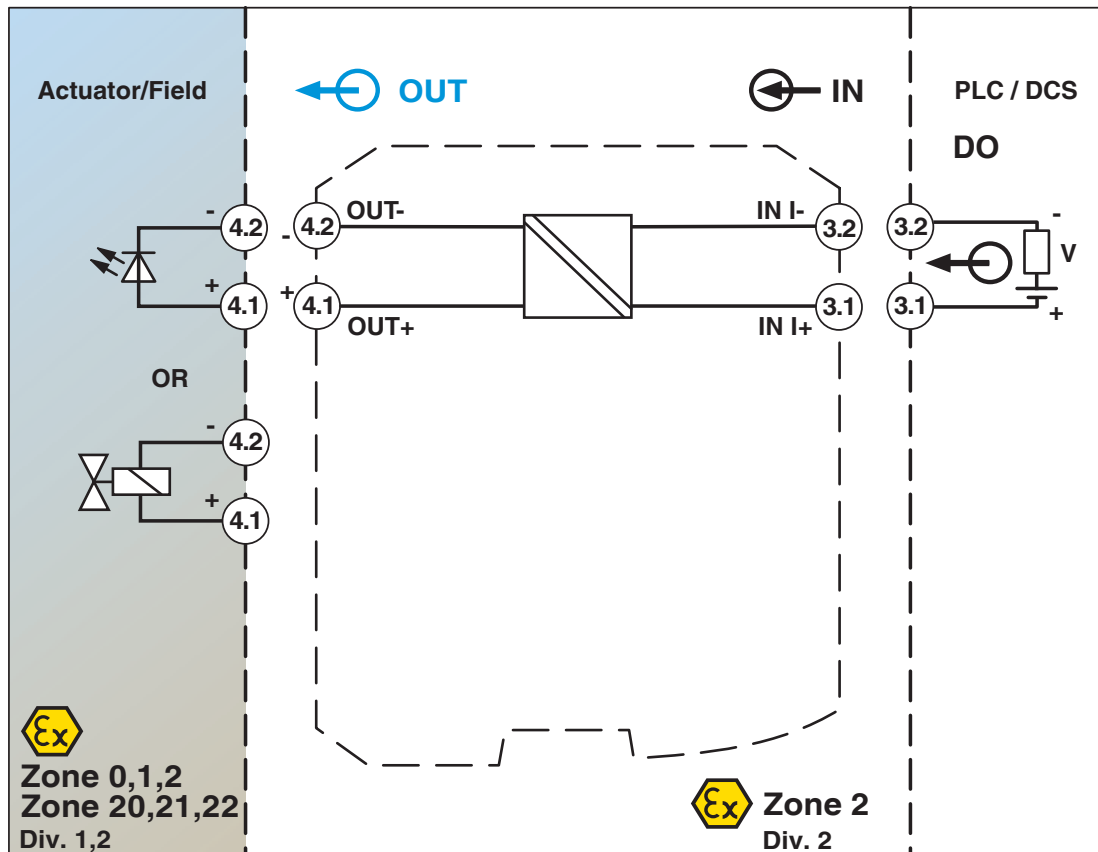 Actuator/Field
OUT
IN
PLC / DCS
DO
-
4.2
-
4.2
OUT-
IN I-
3.2
3.2
-
V
+
4.1
+
4.1
OUT+
IN I+
3.1
3.1
+
OR
-
4.2
+
4.1
Ex
Zone 0,1,2
Zone 20,21,22
Div. 1,2
Ex
Zone 2
Div. 2